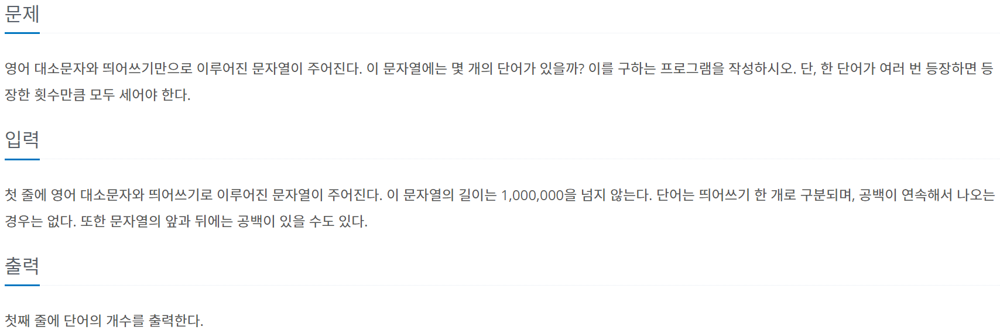 문제
영어 대소문자와 띄어쓰기만으로 이루어진 문자열이 주어진다. 이 문자열에는 몇 개의 단어가 있을까? 이를 구하는 프로그램을 작성하시오. 단, 한 단어가 여러 번 등장하면 등
장한 횟수만큼 모두 세어야 한다.
입력
첫 줄에 영어 대소문자와 띄어쓰기로 이루어진 문자열이 주어진다. 이 문자열의 길이는 1,000,000을 넘지 않는다. 단어는 띄어쓰기 한 개로 구분되며, 공백이 연속해서 나오는
경우는 없다. 또한 문자열의 앞과 뒤에는 공백이 있을 수도 있다.
출력
첫째 줄에 단어의 개수를 출력한다.